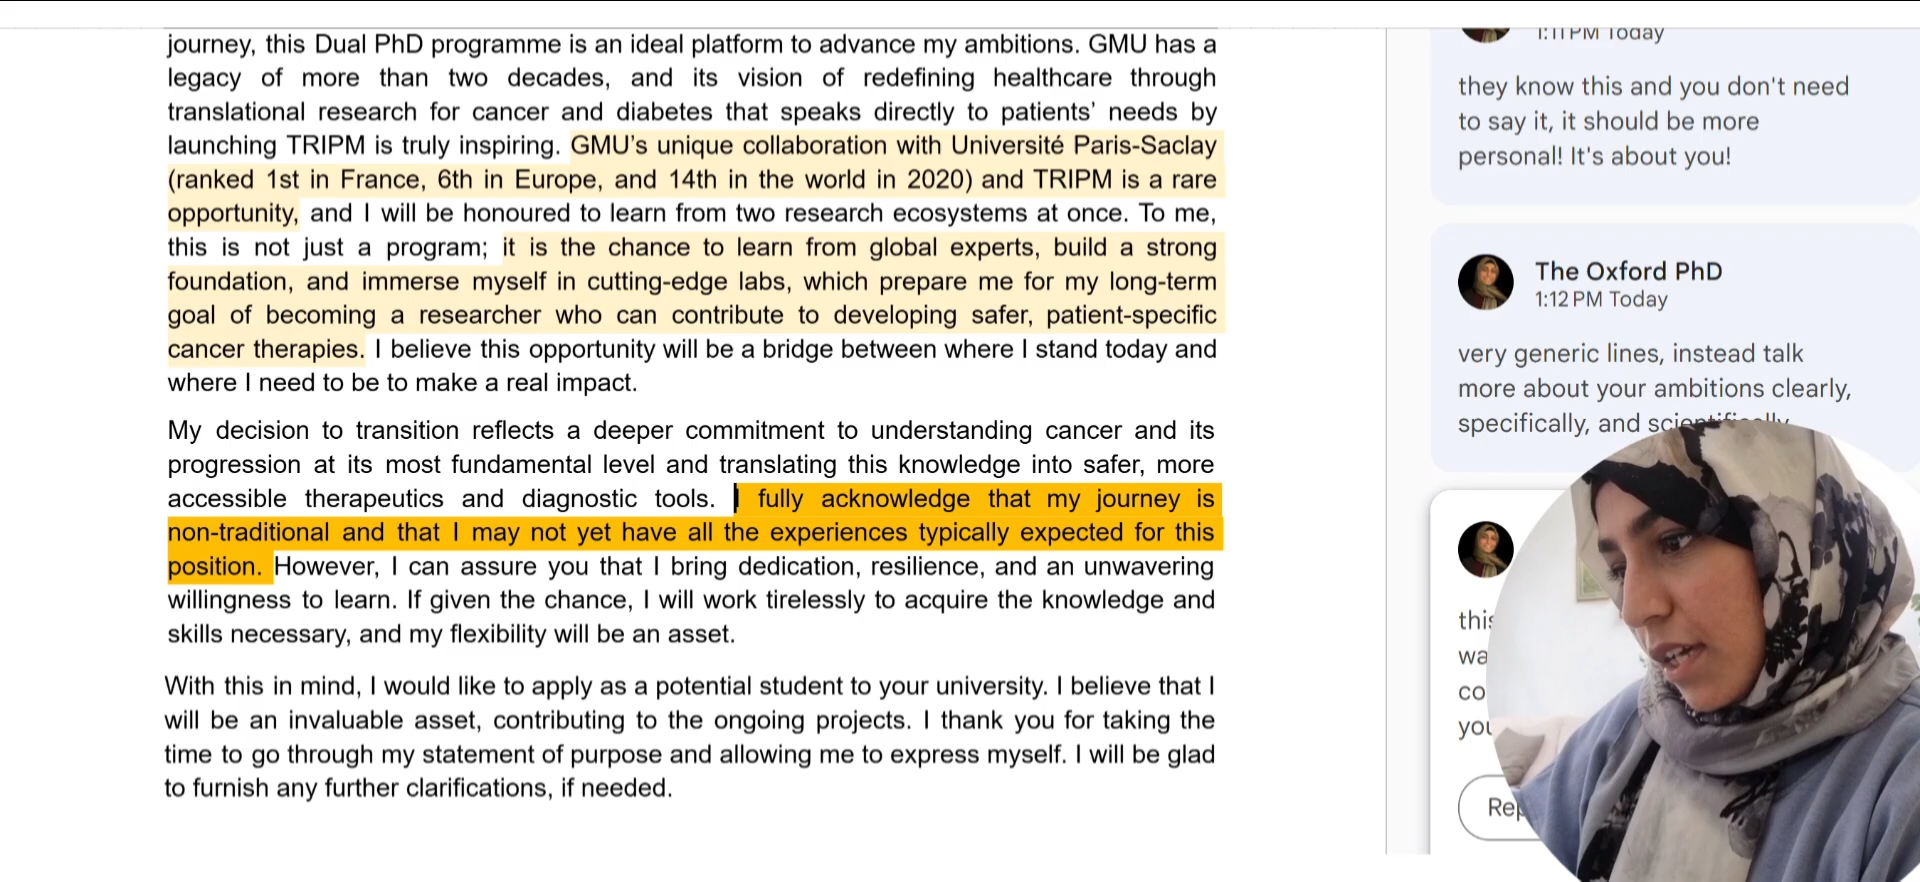 journey, this Dual PhD programme is an ideal platform to advance my ambitions. GMU has a
legacy of more than two decades, and its vision of redefining healthcare through
translational research for cancer and diabetes that speaks directly to patients’ needs by
launching TRIPM is truly inspiring. GMU’s unique collaboration with Université Paris-Saclay
(ranked 1st in France, 6th in Europe, and 14th in the world in 2020) and TRIPM is a rare
opportunity, and I will be honoured to learn from two research ecosystems at once. To me,
this is not just a program; it is the chance to learn from global experts, build a strong
foundation, and immerse myself in cutting-edge labs, which prepare me for my long-term
goal of becoming a researcher who can contribute to developing safer, patient-specific
cancer therapies. I believe this opportunity will be a bridge between where I stand today and
where I need to be to make a real impact.
My decision to transition reflects a deeper commitment to understanding cancer and its
progression at its most fundamental level and translating this knowledge into safer, more
accessible therapeutics and diagnostic tools. I fully acknowledge that my journey is
non-traditional and that I may not yet have all the experiences typically expected for this
position. However, I can assure you that I bring dedication, resilience, and an unwavering
willingness to learn. If given the chance, I will work tirelessly to acquire the knowledge and
skills necessary, and my flexibility will be an asset.
With this in mind, I would like to apply as a potential student to your university. I believe that I
will be an invaluable asset, contributing to the ongoing projects. I thank you for taking the
time to go through my statement of purpose and allowing me to express myself. I will be glad
to furnish any further clarifications, if needed.
1:11 PM Today
they know this and you don't need
to say it, it should be more
personal! It's about you!
The Oxford PhD
1:12 PM Today
very generic lines, instead talk
more about your ambitions clearly,
specifically, and scientifically